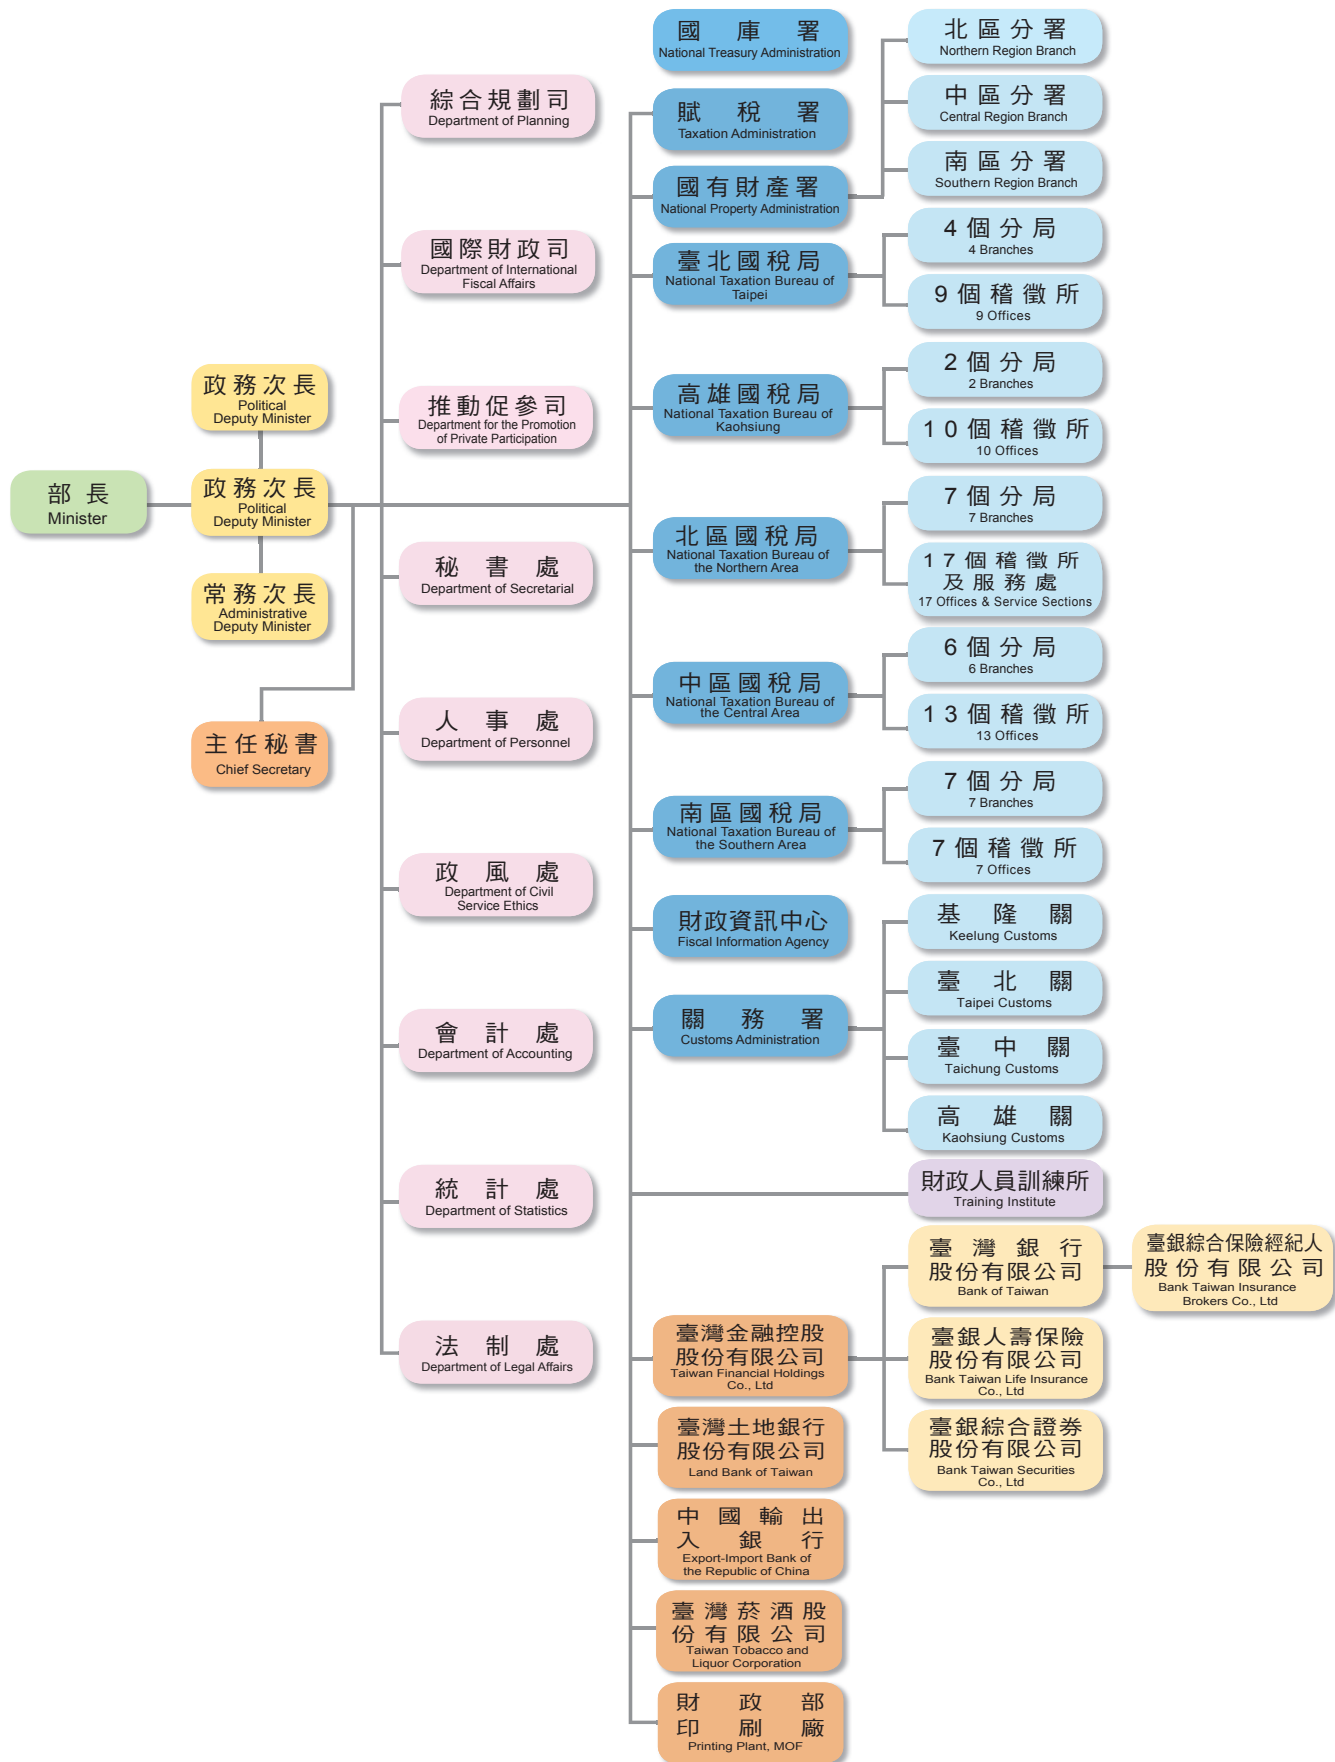 部長
Minister
政務次長
Political
Deputy Minister
政務次長
Political
Deputy Minister
常務次長
Administrative
Deputy Minister
主任秘書
Chief Secretary
綜合規劃司
Department of Planning
國際財政司
Department of International
Fiscal Affairs
推動促參司
Department for the Promotion
of Private Participation
秘書處
Department of Secretarial
人事處
Department of Personnel
政風處
Department of Civil
Service Ethics
會計處
Department of Accounting
統計處
Department of Statistics
法制處
Department of Legal Affairs
國庫署
National Treasury Administration
賦稅署
Taxation Administration
國有財產署
National Property Administration
北區分署
Northern Region Branch
中區分署
Central Region Branch
南區分署
Southern Region Branch
臺北國稅局
National Taxation Bureau of
Taipei
4個分局
4 Branches
9個稽徵所
9 Offices
高雄國稅局
National Taxation Bureau of
Kaohsiung
2個分局
2 Branches
10個稽徵所
10 Offices
北區國稅局
National Taxation Bureau of
the Northern Area
7個分局
7 Branches
17個稽徵所
及服務處
17 Offices & Service Sections
中區國稅局
National Taxation Bureau of
the Central Area
6個分局
6 Branches
13個稽徵所
13 Offices
南區國稅局
National Taxation Bureau of
the Southern Area
7個分局
7 Branches
7個稽徵所
7 Offices
財政資訊中心
Fiscal Information Agency
關務署
Customs Administration
基隆關
Keelung Customs
臺北關
Taipei Customs
臺中關
Taichung Customs
高雄關
Kaohsiung Customs
財政人員訓練所
Training Institute
臺灣金融控股
股份有限公司
Taiwan Financial Holdings
Co., Ltd
臺灣銀行
股份有限公司
Bank of Taiwan
臺銀綜合保險經紀人
股份有限公司
Bank Taiwan Insurance
Brokers Co., Ltd
臺銀人壽保險
股份有限公司
Bank Taiwan Life Insurance
Co., Ltd
臺銀綜合證券
股份有限公司
Bank Taiwan Securities
Co., Ltd
臺灣土地銀行
股份有限公司
Land Bank of Taiwan
中國輸出
入銀行
Export-Import Bank of
the Republic of China
臺灣菸酒股
份有限公司
Taiwan Tobacco and
Liquor Corporation
財政部
印刷廠
Printing Plant, MOF